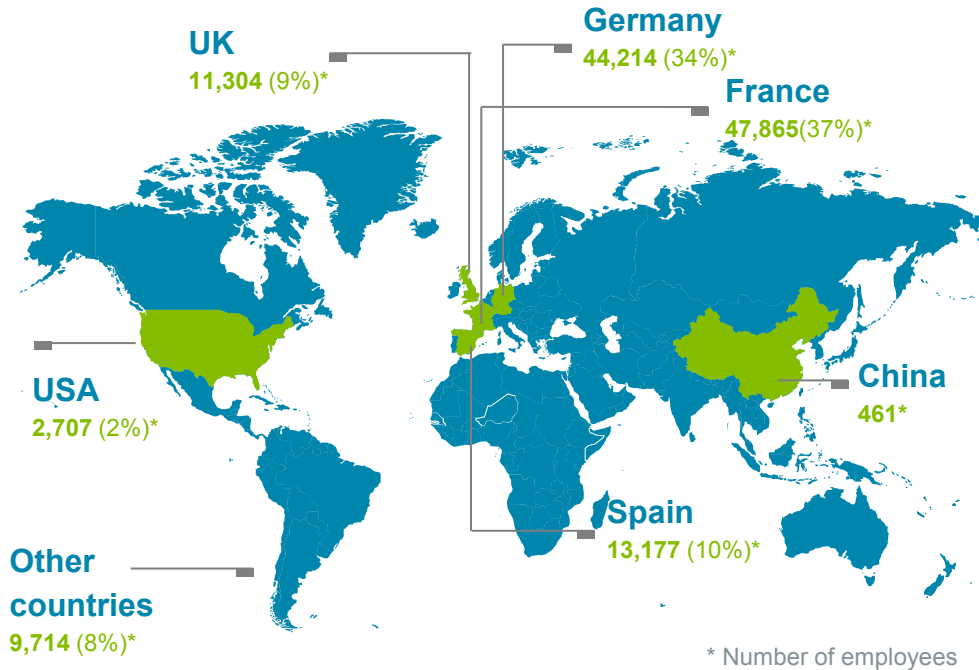 UK
11,304 (9%)*
Germany
44,214 (34%)*
France
47,865(37%)*
USA
2,707 (2%)*
China
461*
Spain
13,177 (10%)*
Other
countries
9,714 (8%)*
* Number of employees